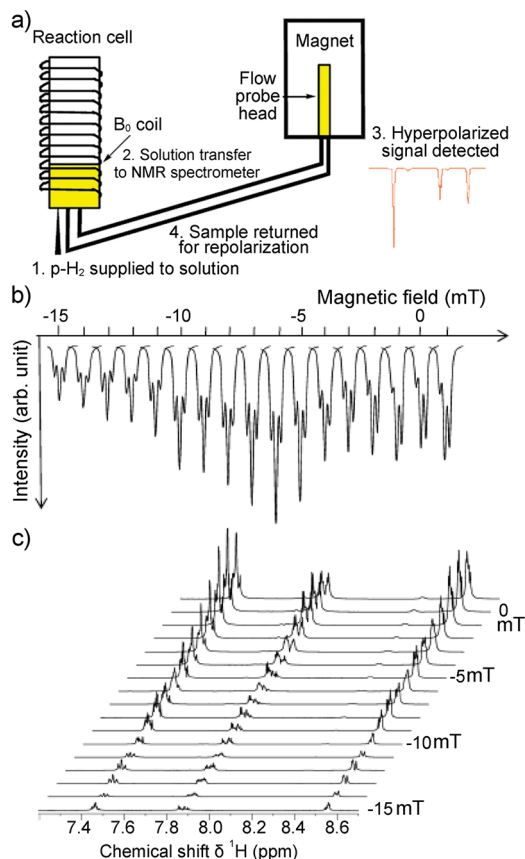 a)
Reaction cell
Magnet
Flow
probe
head
B₀ coil
2. Solution transfer
to NMR spectrometer
3. Hyperpolarized
signal detected
4. Sample returned
for repolarization
1. p-H₂ supplied to solution
b)
Magnetic field (mT)
-15 -10 -5 0
Intensity (arb. unit)
c)
0
mT
-5mT
-10mT
-15mT
7.4 7.6 7.8 8.0 8.2 8.4 8.6
Chemical shift δ ¹H (ppm)